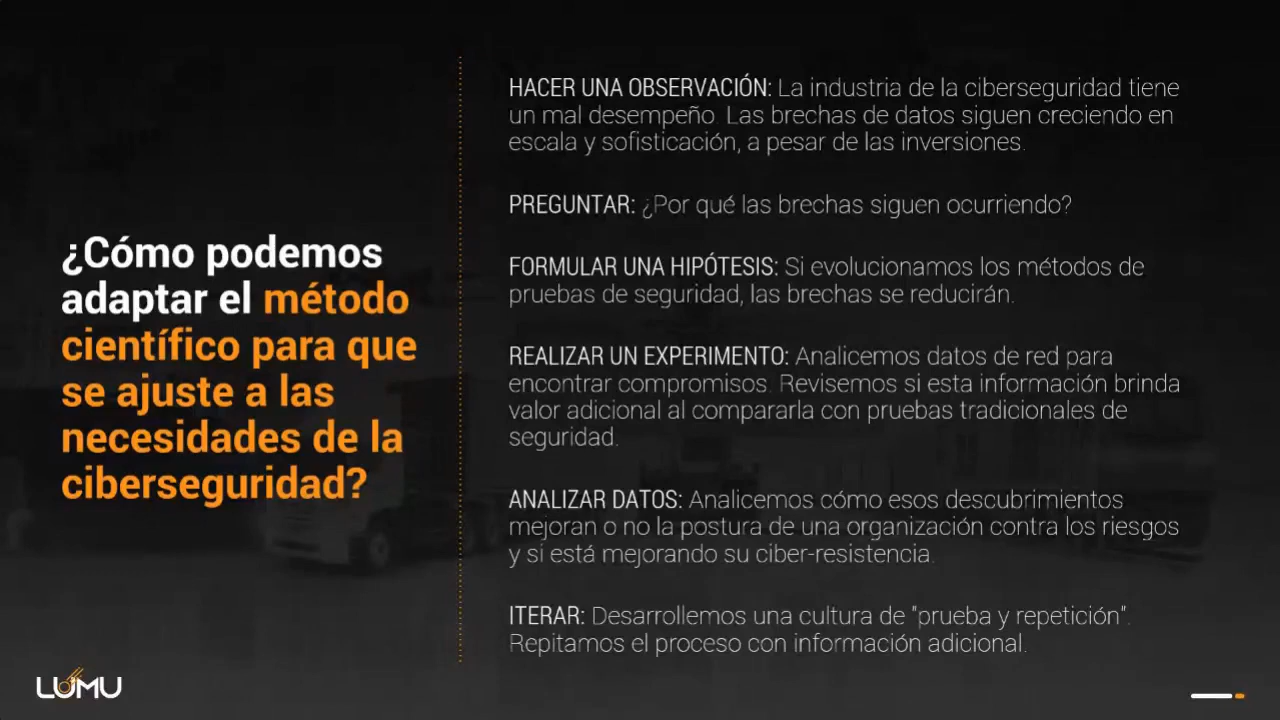 ¿Cómo podemos
adaptar el método
científico para que
se ajuste a las
necesidades de la
ciberseguridad?
HACER UNA OBSERVACIÓN: La industria de la ciberseguridad tiene
un mal desempeño. Las brechas de datos siguen creciendo en
escala y sofisticación, a pesar de las inversiones.
PREGUNTAR: ¿Por qué las brechas siguen ocurriendo?
FORMULAR UNA HIPÓTESIS: Si evolucionamos los métodos de
pruebas de seguridad, las brechas se reducirán.
REALIZAR UN EXPERIMENTO: Analicemos datos de red para
encontrar compromisos. Revisemos si esta información brinda
valor adicional al compararla con pruebas tradicionales de
seguridad.
ANALIZAR DATOS: Analicemos cómo esos descubrimientos
mejoran o no la postura de una organización contra los riesgos
y si está mejorando su ciber-resistencia.
ITERAR: Desarrollemos una cultura de "prueba y repetición".
Repitamos el proceso con información adicional.
LUMU